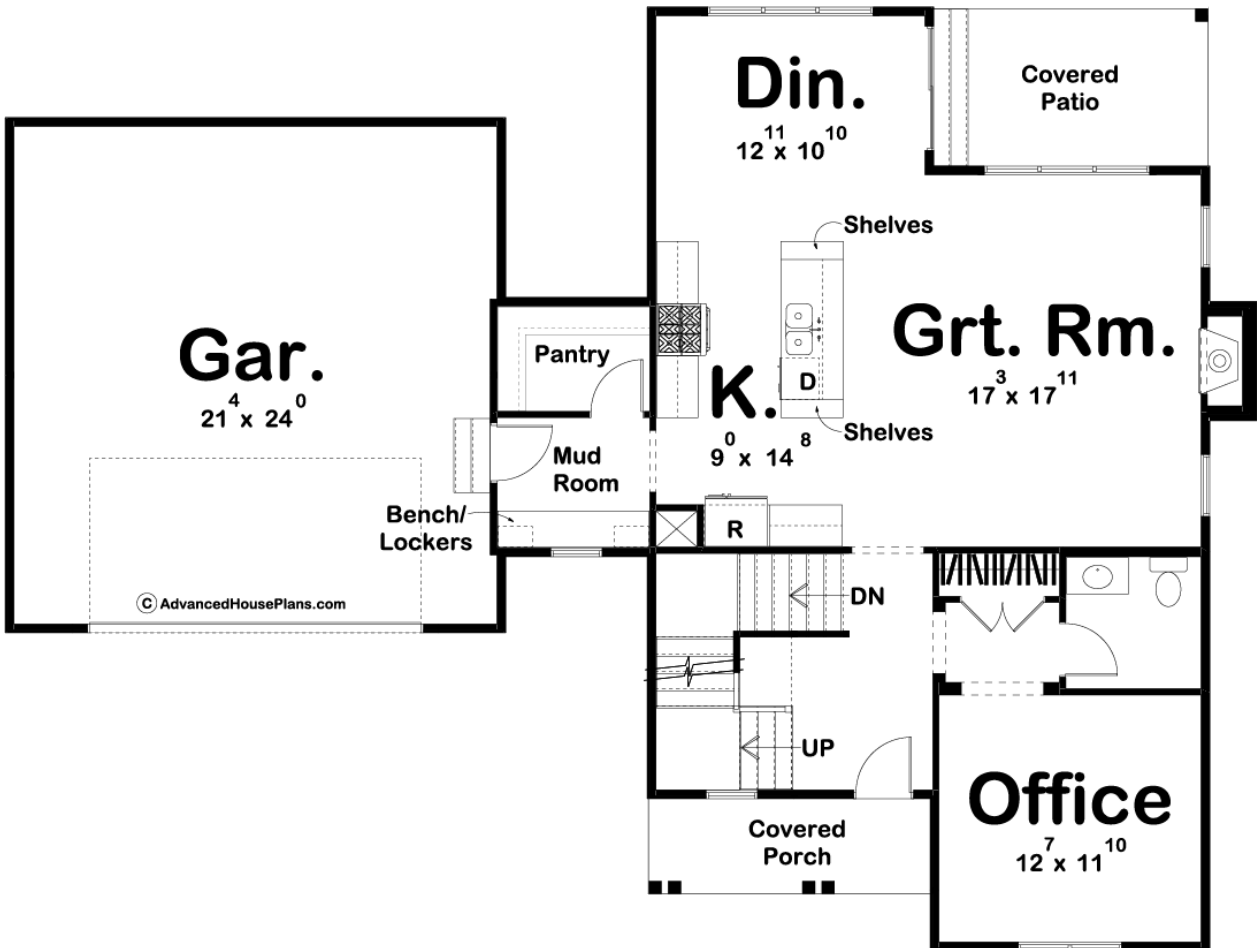 Din.
12 11 x 10 10
Covered
Patio
Shelves
Gar.
21 4 x 24 0
Pantry
Grt. Rm.
17 3 x 17 11
K.
9 0 x 14 8
D
Shelves
Mud
Room
Bench/
Lockers
R
© AdvancedHousePlans.com
DN
UP
Office
12 7 x 11 10
Covered
Porch